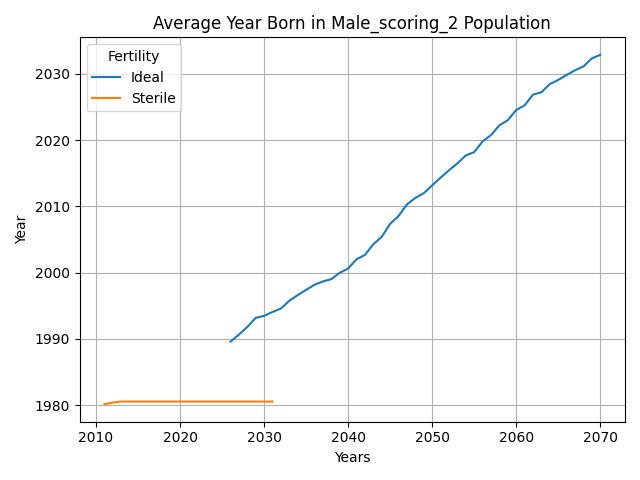 Average Year Born in Male_scoring_2 Population
Fertility
Ideal
Sterile
Year
2030
2020
2010
2000
1990
1980
2010 2020 2030 2040 2050 2060 2070
Years